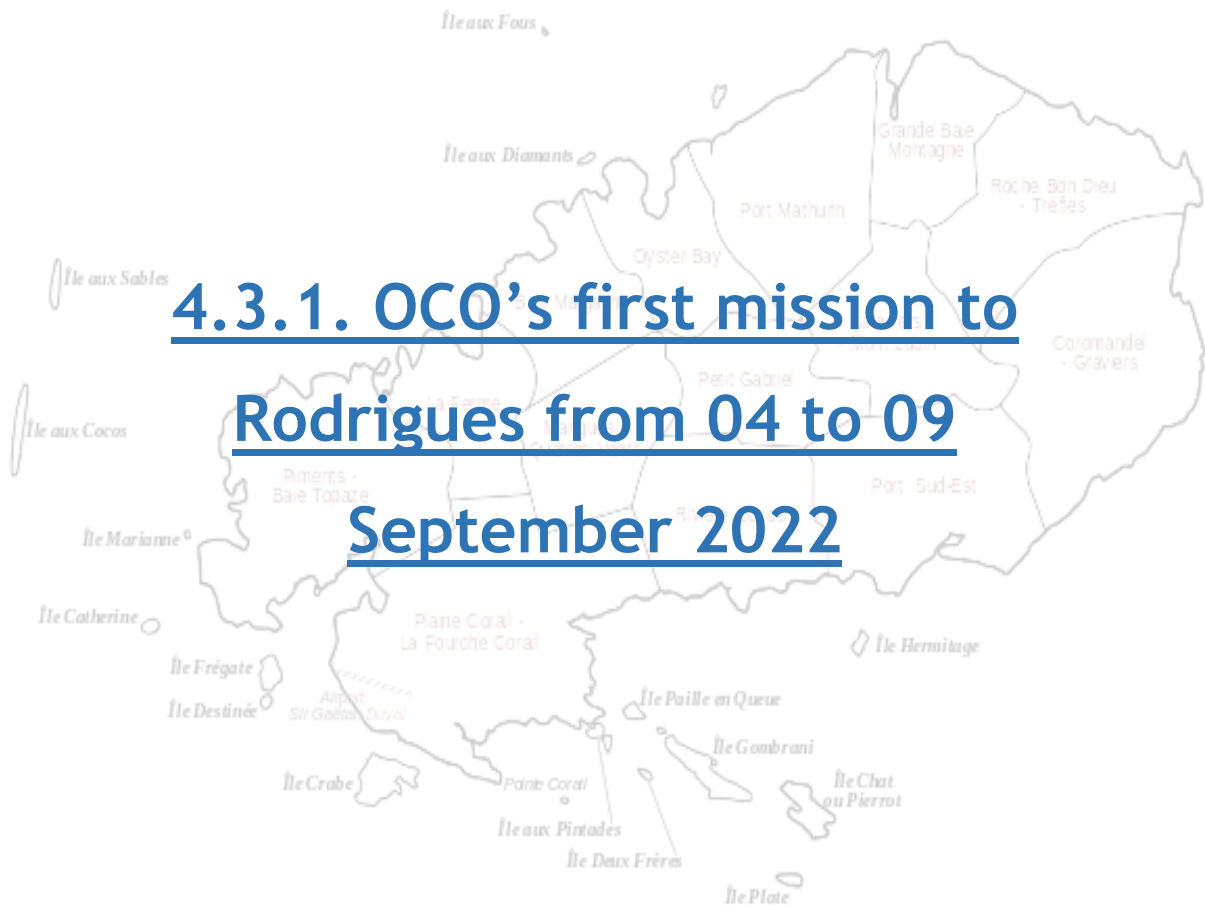 Île aux Fous
Grande Baie
Montagne
Île aux Diamants
Roche Bon Dieu
- Trèfles
Port Mathurin
Oyster Bay
Île aux Sables
4.3.1. OCO’s first mission to
Coromandel
- Graviers
Petit Gabriel
La Ferme
Rodrigues from 04 to 09
Île aux Cocos
Piments -
Baie Topaze
Port Sud-Est
September 2022
Île Marianne
Île Catherine
Plaine Corail -
La Fourche Corail
Île Hermitage
Île Frégate
Île Destinée
Airport
Sir Gaëtan Duval
Île Paille en Queue
Île Gombrani
Île Crabe
Pointe Corail
Île Chat
ou Pierrot
Île aux Pintades
Île Deux Frères
Île Plate